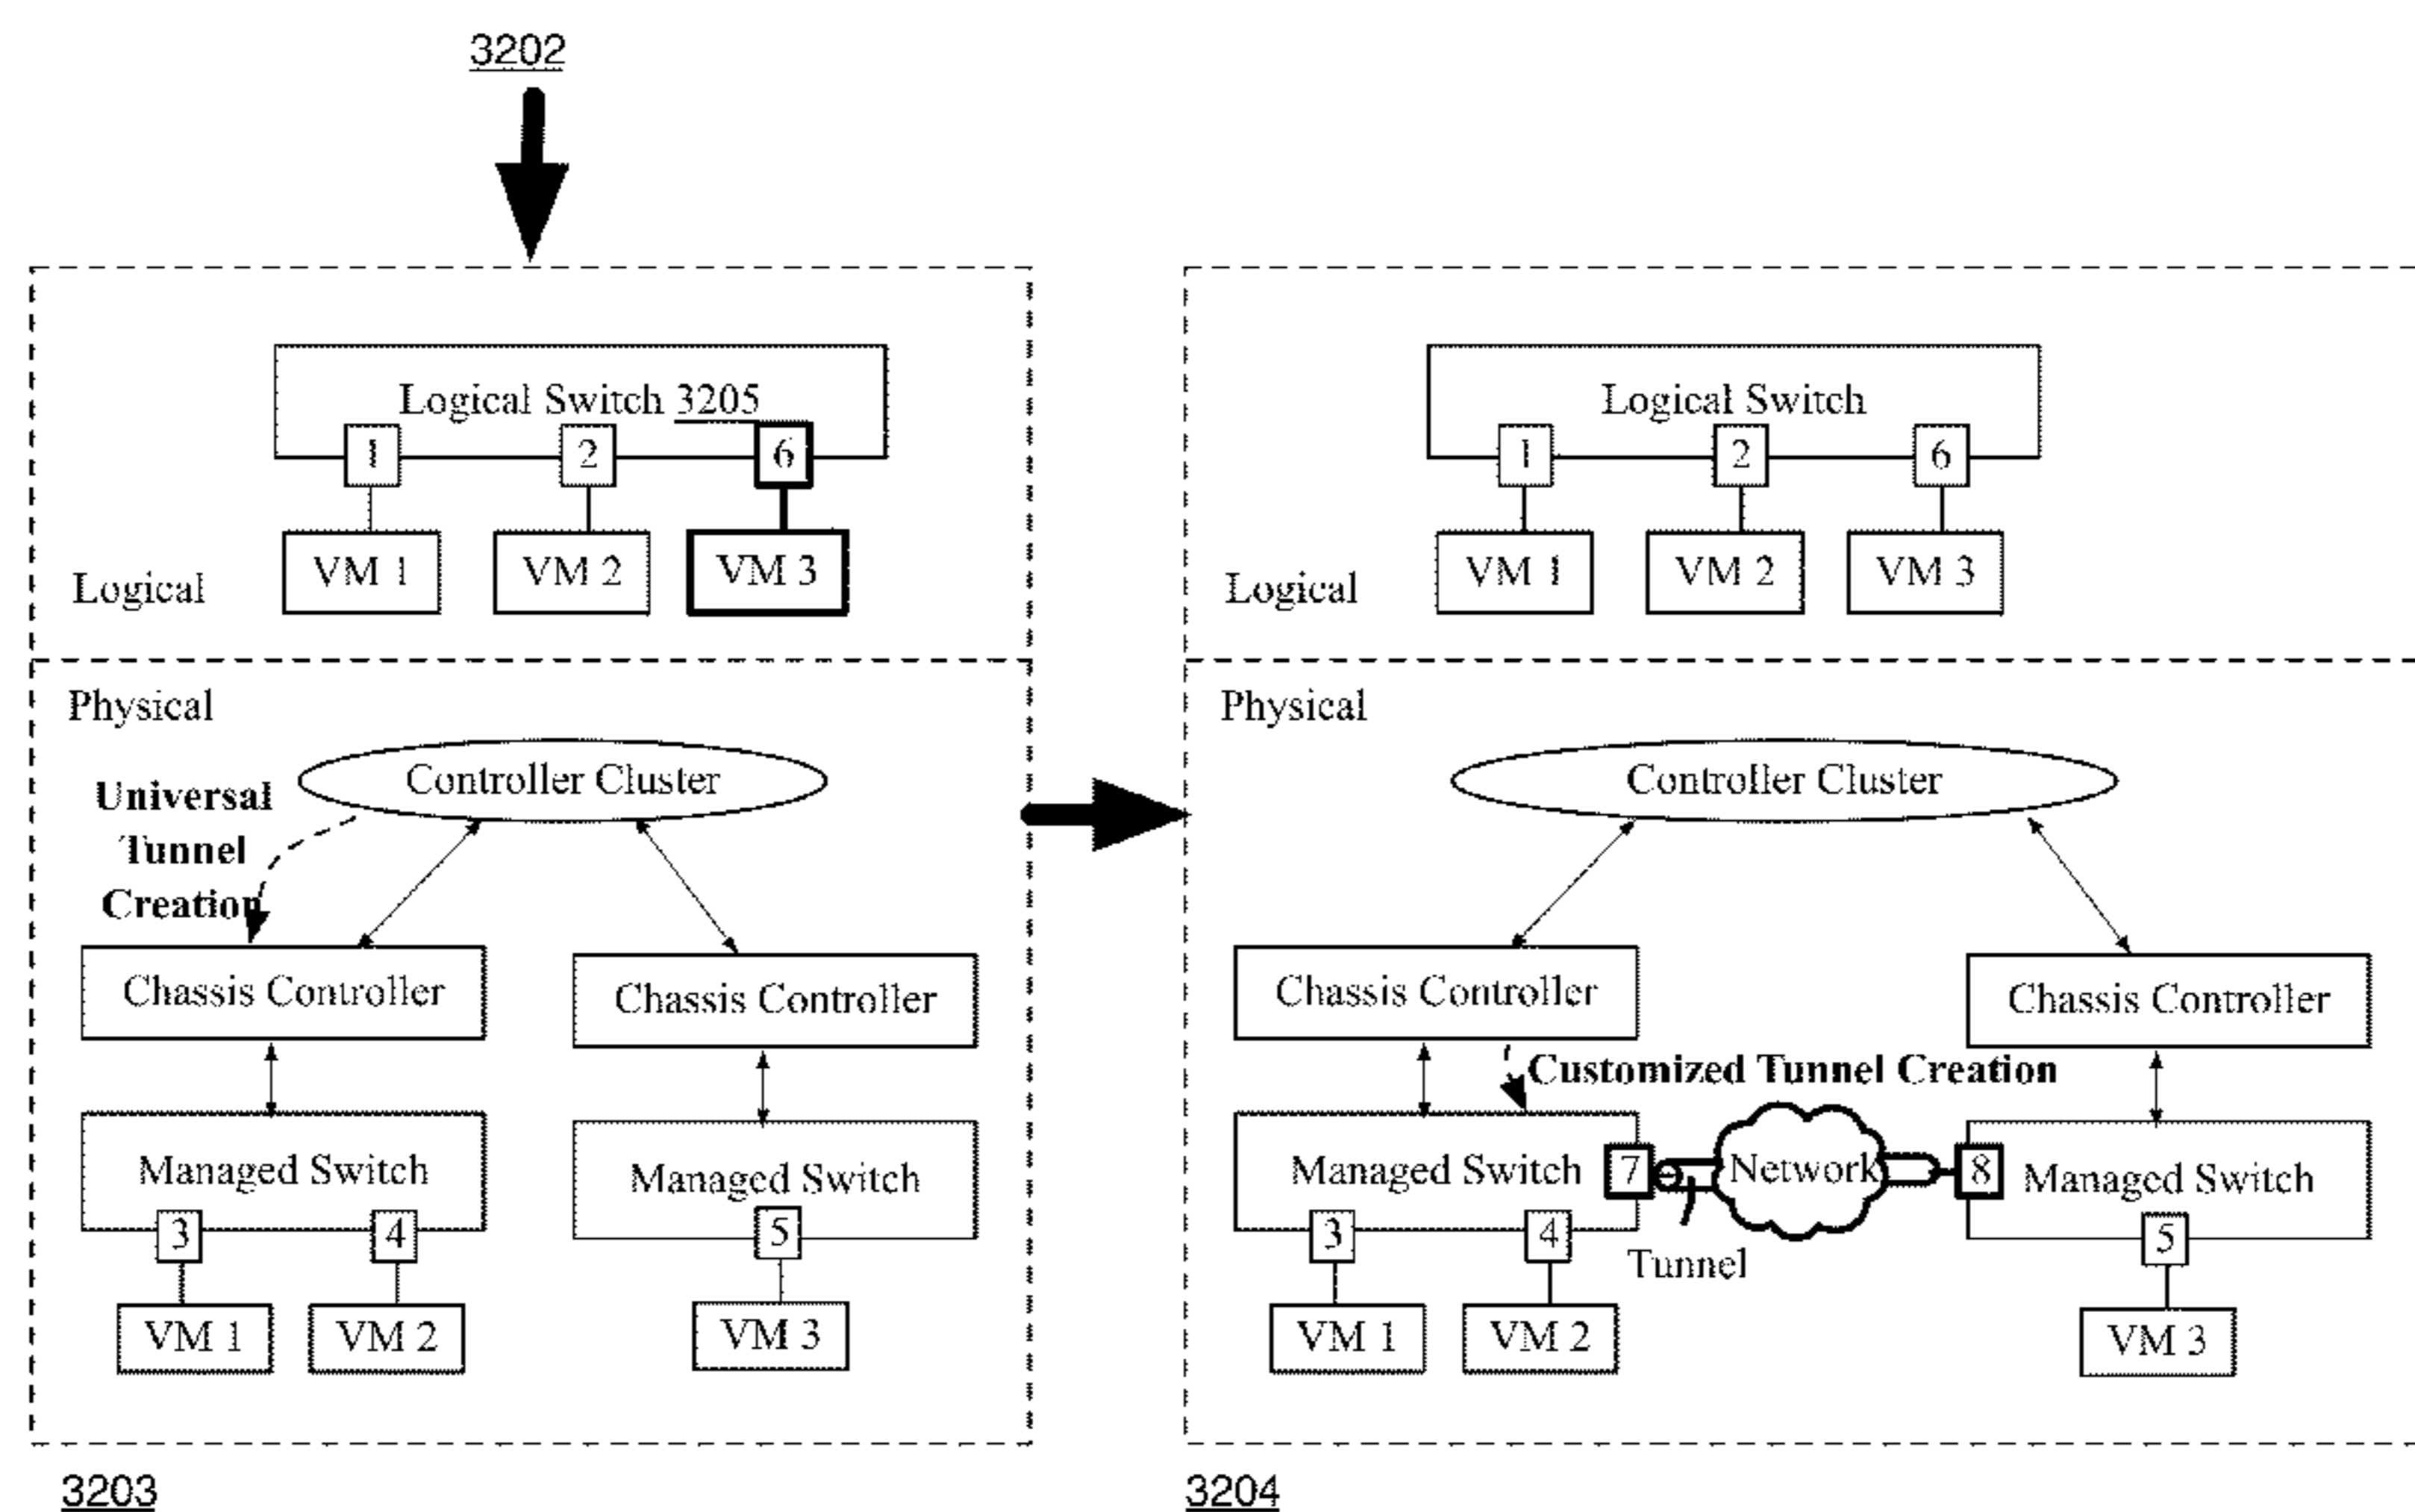 3202
Logical Switch 3205
1
2
6
VM 1
VM 2
VM 3
Logical
Physical
Controller Cluster
Universal
Tunnel
Creation
Chassis Controller
Chassis Controller
Managed Switch
Managed Switch
3
4
5
VM 1
VM 2
VM 3
3203
Logical Switch
1
2
6
VM 1
VM 2
VM 3
Logical
Physical
Controller Cluster
Chassis Controller
Chassis Controller
Customized Tunnel Creation
Managed Switch
7
Network
8
Managed Switch
3
4
Tunnel
5
VM 1
VM 2
VM 3
3204